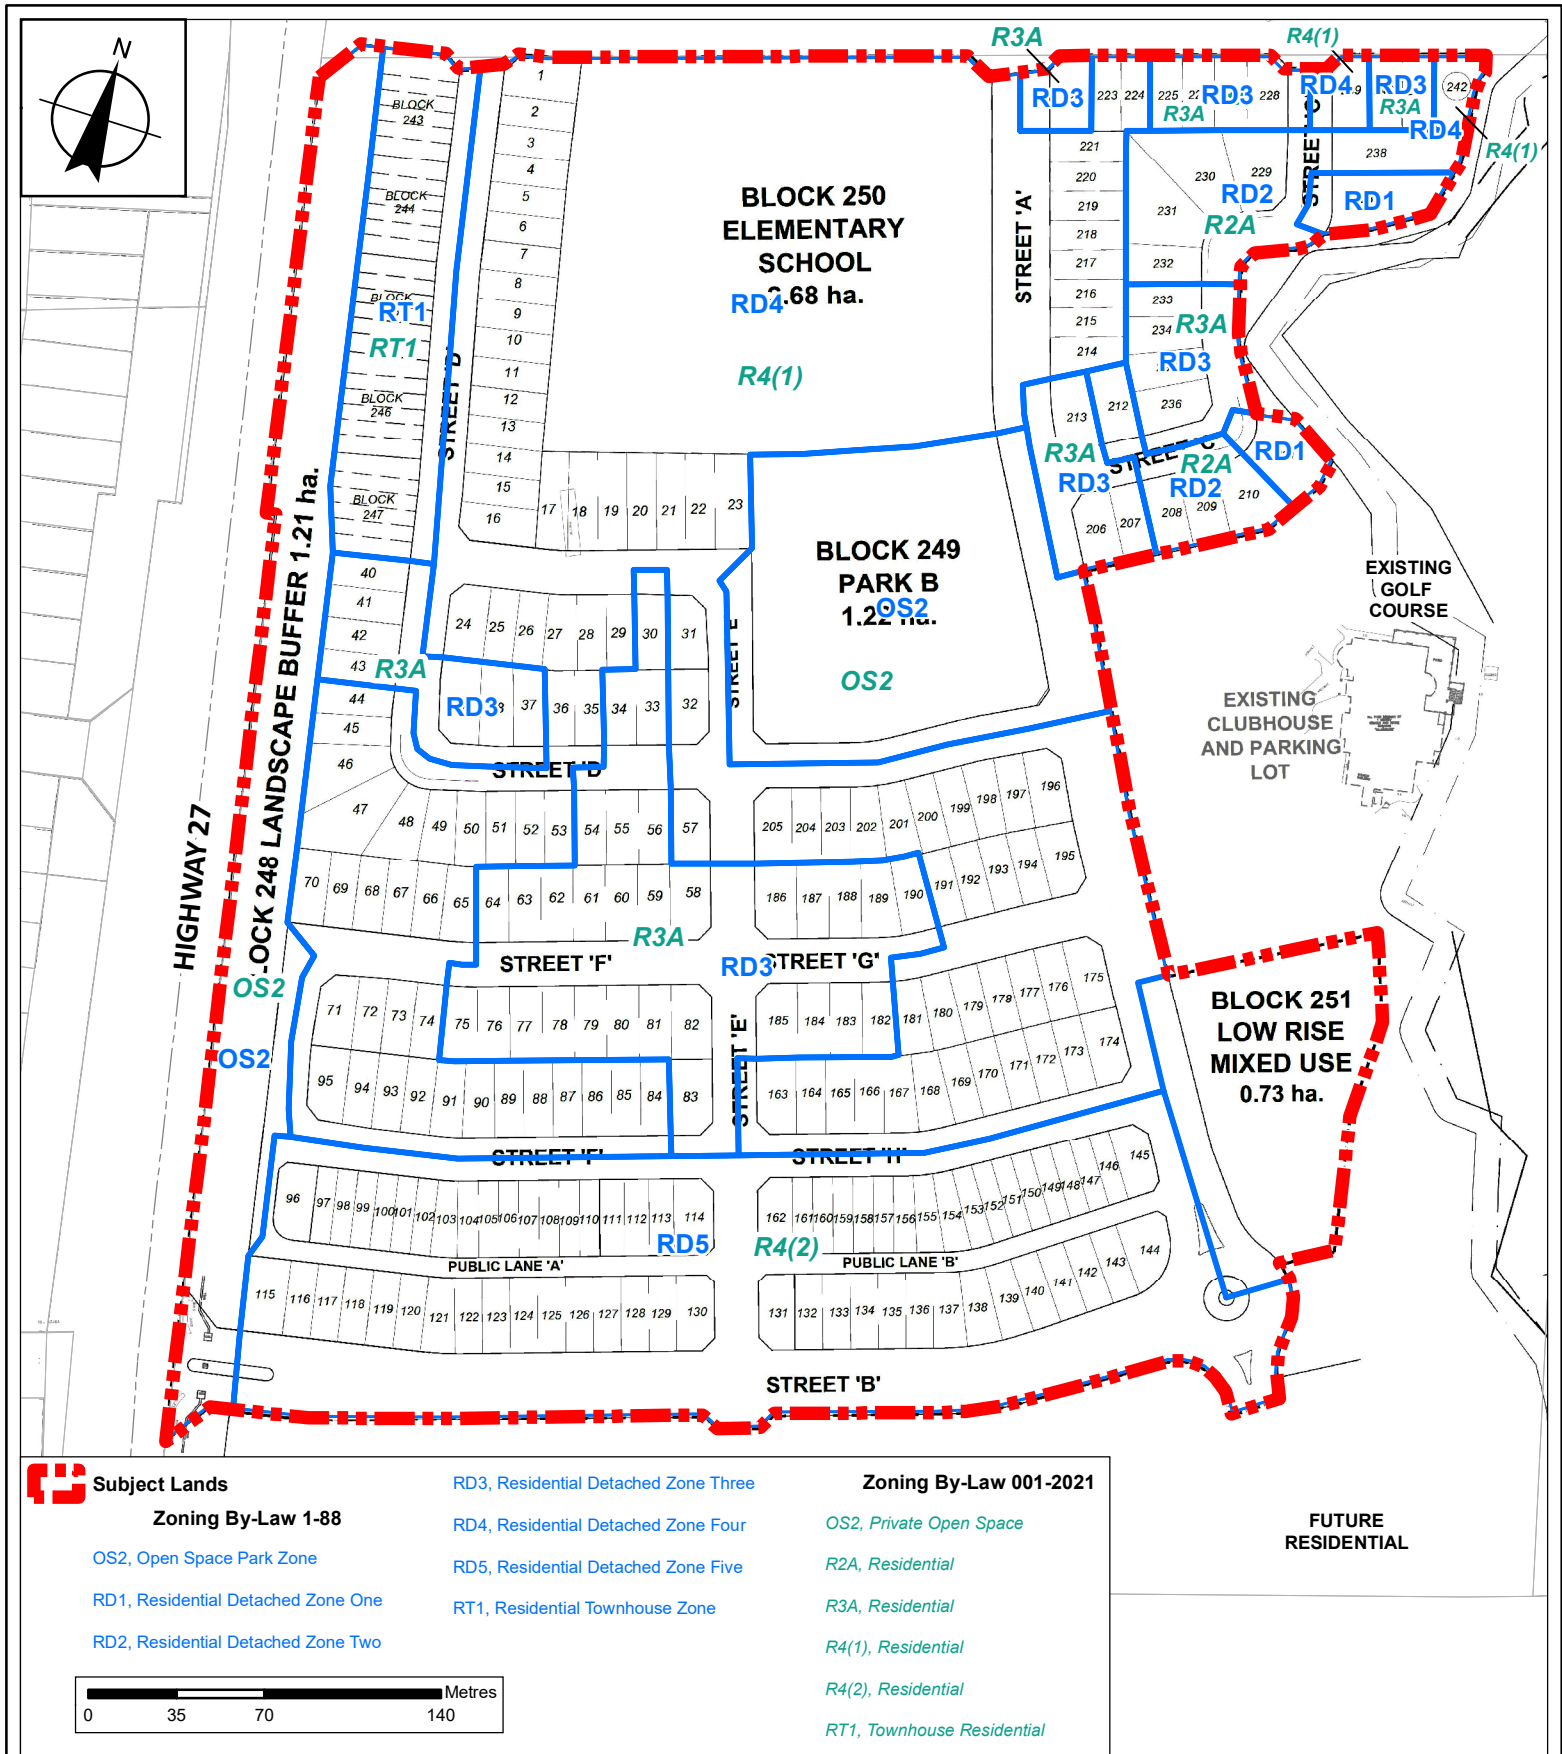 N
R3A
R4(1)
RD3
223
224
225
RD3
R3A
228
RD4
RD3
R3A
242
RD4
R4(1)
238
RD1
STREET 'C'
230
229
231
RD2
R2A
232
233
234
R3A
RD3
236
221
220
219
218
217
216
215
214
213
212
STREET 'A'
R3A
RD3
STREET 'C'
R2A
RD2
RD1
206
207
208
209
210
BLOCK
243
BLOCK
244
BLOCK
RT1
RT1
BLOCK
246
BLOCK
247
STREET 'D'
1
2
3
4
5
6
7
8
9
10
11
12
13
14
15
16
17
18
19
20
21
22
23
BLOCK 250
ELEMENTARY
SCHOOL
RD4
.68 ha.
R4(1)
BLOCK 249
PARK B
1.22 ha.
OS2
OS2
EXISTING
GOLF
COURSE
EXISTING
CLUBHOUSE
AND PARKING
LOT
HIGHWAY 27
LOCK 248 LANDSCAPE BUFFER 1.21 ha.
OS2
OS2
40
41
42
43
R3A
44
45
46
47
48
49
50
51
52
53
54
55
56
57
24
25
26
27
28
29
30
31
RD3
37
36
35
34
33
32
STREET 'D'
STREET 'E'
70
69
68
67
66
65
64
63
62
61
60
59
58
R3A
STREET 'F'
RD3
STREET 'G'
205
204
203
202
201
200
199
198
197
196
186
187
188
189
190
191
192
193
194
195
71
72
73
74
75
76
77
78
79
80
81
82
95
94
93
92
91
90
89
88
87
86
85
84
83
STREET 'E'
185
184
183
182
181
180
179
178
177
176
175
163
164
165
166
167
168
169
170
171
172
173
174
BLOCK 251
LOW RISE
MIXED USE
0.73 ha.
STREET 'F'
STREET 'H'
96
97
98
99
100
101
102
103
104
105
106
107
108
109
110
111
112
113
114
RD5
R4(2)
162
161
160
159
158
157
156
155
154
153
152
151
150
149
148
147
146
145
PUBLIC LANE 'A'
PUBLIC LANE 'B'
115
116
117
118
119
120
121
122
123
124
125
126
127
128
129
130
131
132
133
134
135
136
137
138
139
140
141
142
143
144
STREET 'B'
Subject Lands
Zoning By-Law 1-88
OS2, Open Space Park Zone
RD1, Residential Detached Zone One
RD2, Residential Detached Zone Two
RD3, Residential Detached Zone Three
RD4, Residential Detached Zone Four
RD5, Residential Detached Zone Five
RT1, Residential Townhouse Zone
Zoning By-Law 001-2021
OS2, Private Open Space
R2A, Residential
R3A, Residential
R4(1), Residential
R4(2), Residential
RT1, Townhouse Residential
Metres
0
35
70
140
FUTURE
RESIDENTIAL